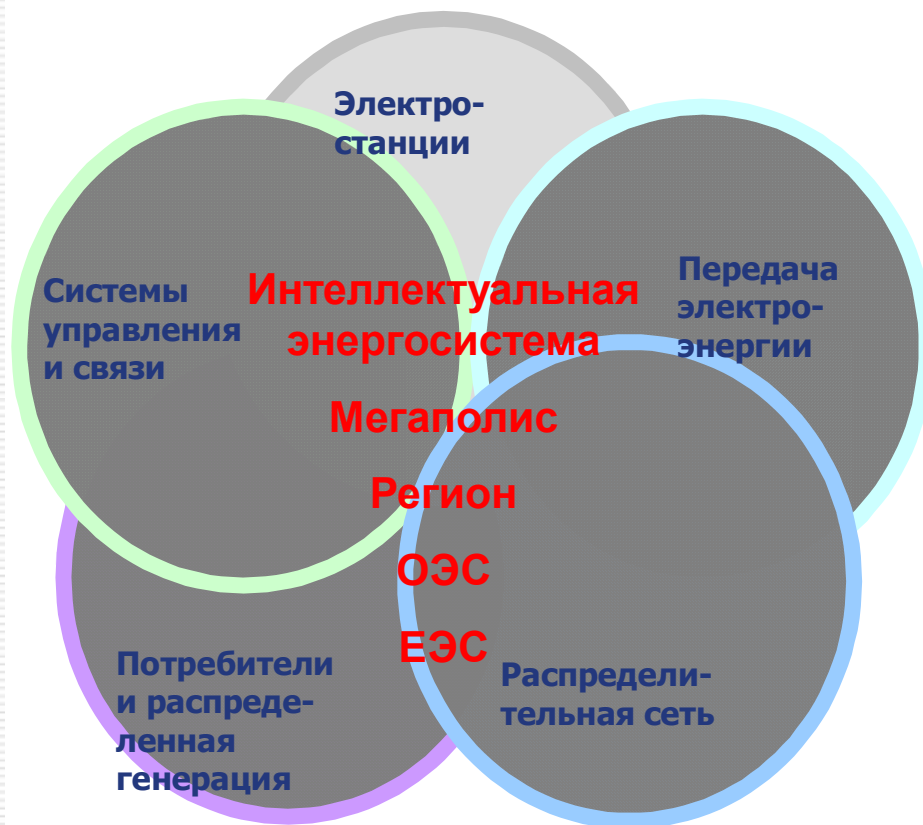 Электро-
станции
Системы
управления
и связи
Интеллектуальная
энергосистема
Мегаполис
Регион
ОЭС
ЕЭС
Передача
электро-
энергии
Потребители
и распреде-
ленная
генерация
Распредели-
тельная сеть